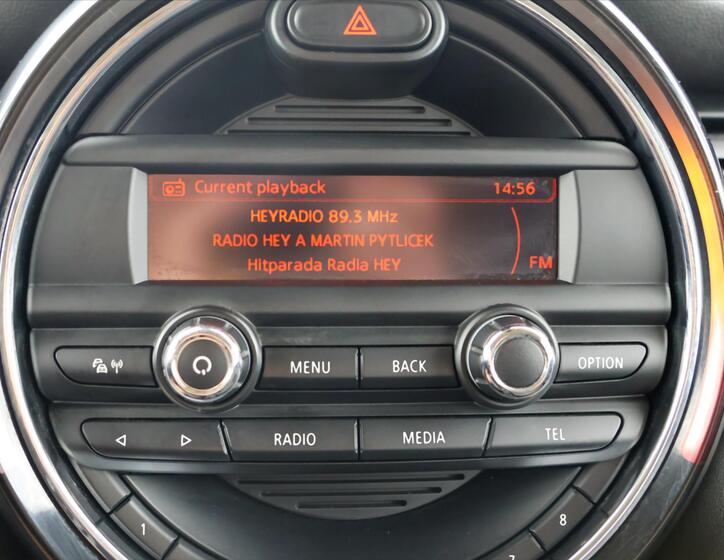 Current playback 14:56
HEYRADIO 89.3 MHz
RADIO HEY A MARTIN PYTLICEK
Hitparada Radia HEY
FM
MENU BACK OPTION
RADIO MEDIA TEL
1 7 8